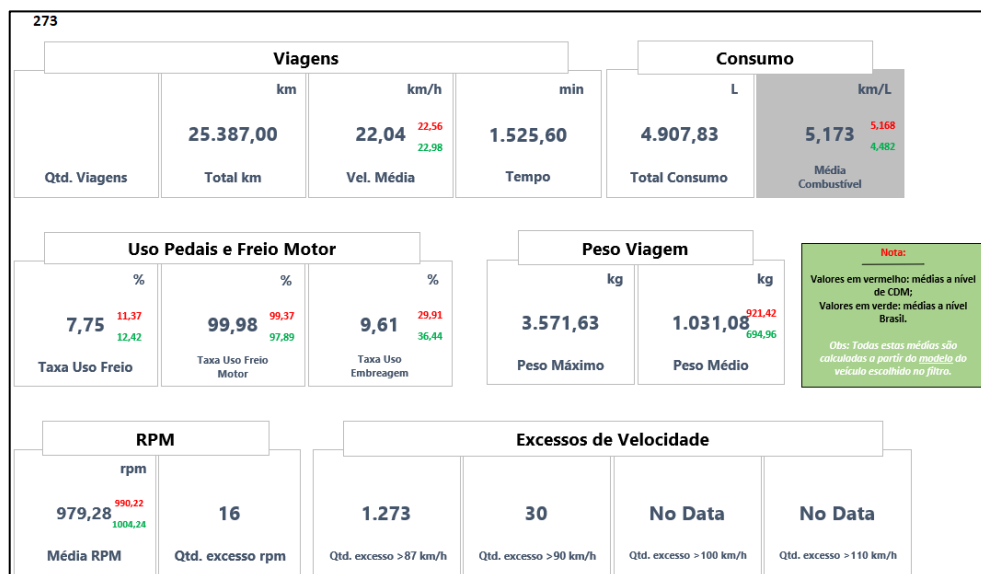 273
Viagens
Consumo
km
km/h
min
L
km/L
25.387,00
22,04
22,56
22,98
1.525,60
4.907,83
5,173
5,168
4,482
Qtd. Viagens
Total km
Vel. Média
Tempo
Total Consumo
Média
Combustível
Uso Pedais e Freio Motor
Peso Viagem
%
%
%
kg
kg
7,75
11,37
12,42
99,98
99,37
97,89
9,61
29,91
36,44
3.571,63
1.031,08
921,42
694,96
Taxa Uso Freio
Taxa Uso Freio
Motor
Taxa Uso
Embreagem
Peso Máximo
Peso Médio
Nota:
Valores em vermelho: médias a nível
de CDM;
Valores em verde: médias a nível
Brasil.
Obs: Todas estas médias são
calculadas a partir do modelo do
veículo escolhido no filtro.
RPM
Excessos de Velocidade
rpm
979,28
990,22
1004,24
16
1.273
30
No Data
No Data
Média RPM
Qtd. excesso rpm
Qtd. excesso >87 km/h
Qtd. excesso >90 km/h
Qtd. excesso >100 km/h
Qtd. excesso >110 km/h